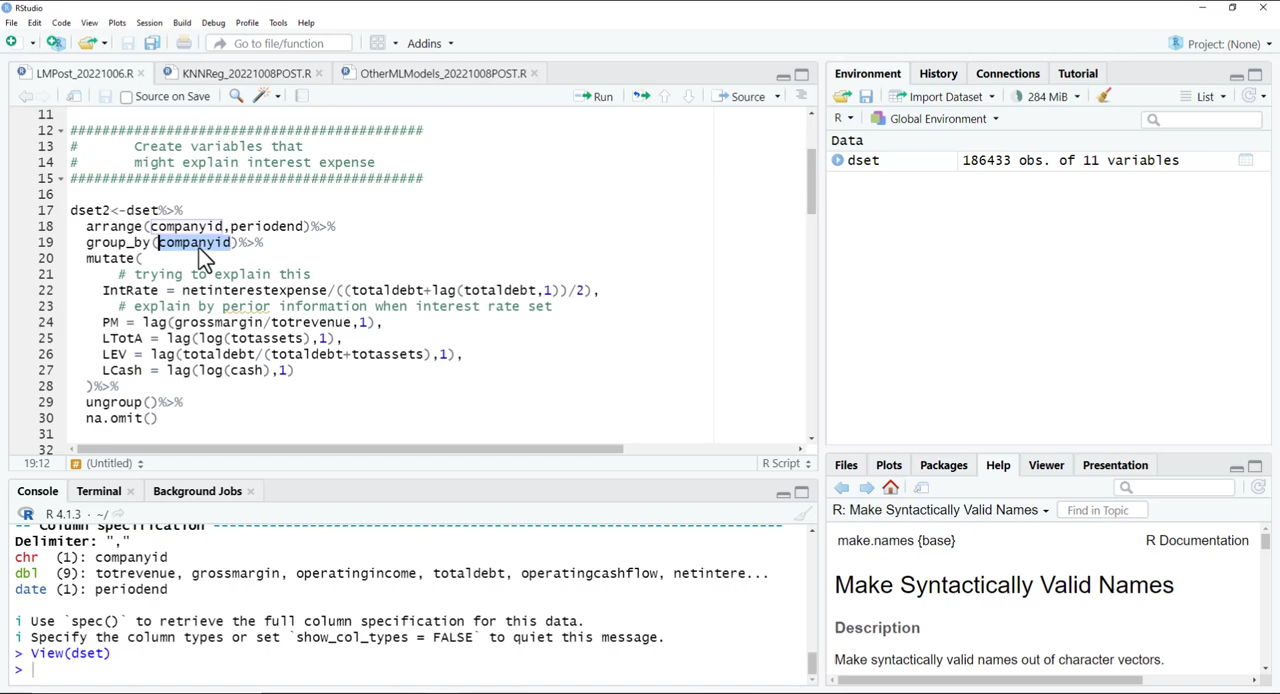 RStudio
File Edit Code View Plots Session Build Debug Profile Tools Help
Go to file/function Addins Project: (None)
LMPost_20221006.R KNNReg_20221008POST.R OtherMLModels_20221008POST.R
Source on Save Run Source
11
12 ############################################
13 # Create variables that
14 # might explain interest expense
15 ############################################
16
17 dset2<-dset%>%
18 arrange(companyid,periodend)%>%
19 group_by(companyid)%>%
20 mutate(
21 # trying to explain this
22 IntRate = netinterestexpense/((totaldebt+lag(totaldebt,1))/2),
23 # explain by perior information when interest rate set
24 PM = lag(grossmargin/totrevenue,1),
25 LTotA = lag(log(totassets),1),
26 LEV = lag(totaldebt/(totaldebt+totassets),1),
27 LCash = lag(log(cash),1)
28 )%>%
29 ungroup()%>%
30 na.omit()
31
32
19:12 # (Untitled) R Script
Console Terminal Background Jobs
R R 4.1.3 · ~/
-- Column specification --------
Delimiter: ","
chr (1): companyid
dbl (9): totrevenue, grossmargin, operatingincome, totaldebt, operatingcashflow, netintere...
date (1): periodend
i Use `spec()` to retrieve the full column specification for this data.
i Specify the column types or set `show_col_types = FALSE` to quiet this message.
> View(dset)
>
Environment History Connections Tutorial
Import Dataset 284 MiB List
R Global Environment
Data
dset 186433 obs. of 11 variables
Files Plots Packages Help Viewer Presentation
R: Make Syntactically Valid Names Find in Topic
make.names {base} R Documentation
Make Syntactically Valid Names
Description
Make syntactically valid names out of character vectors.